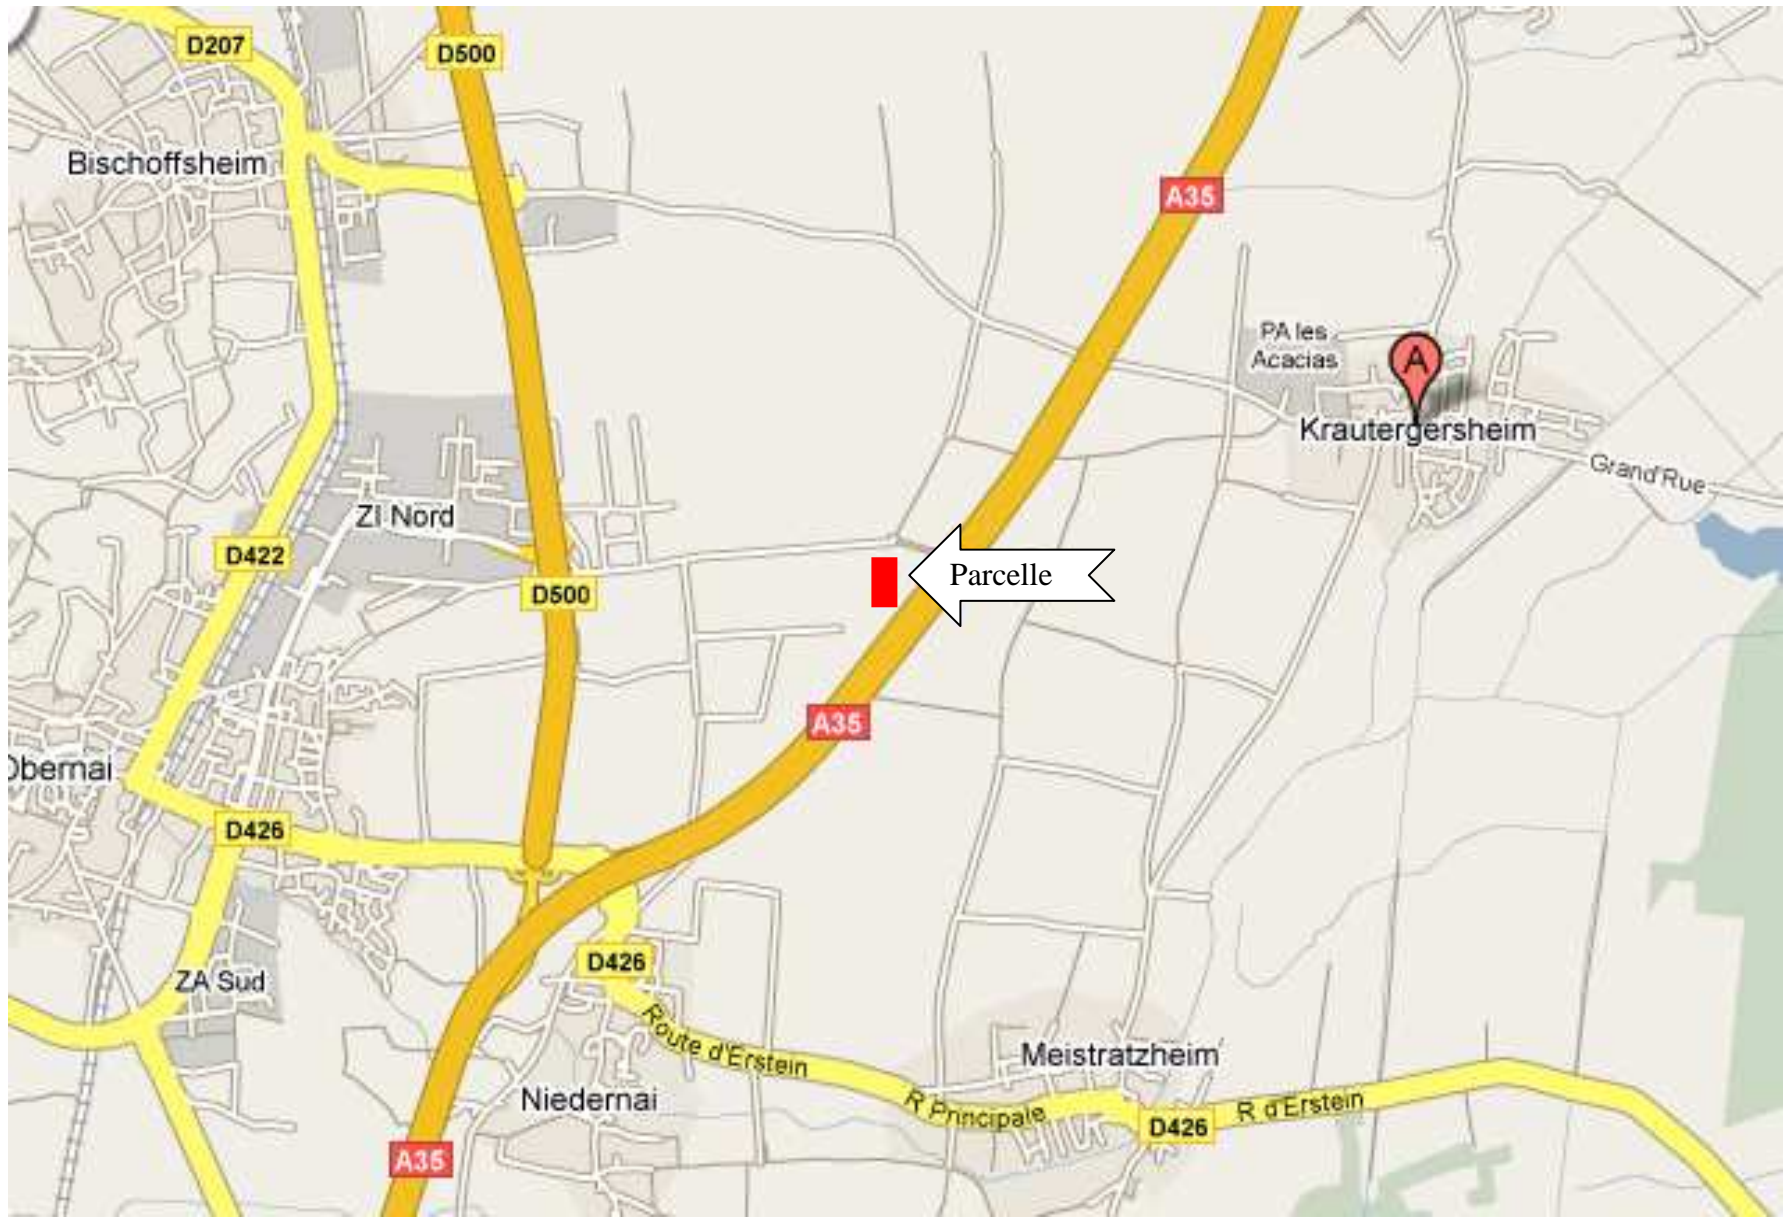 D207
D500
Bischoffsheim
A35
PA les
Acacias
A
Krautergersheim
Grand'Rue
ZI Nord
D422
D500
Parcelle
A35
Obernai
D426
D426
ZA Sud
Route d'Erstein
Meistratzheim
Niedernai
R Principale
R d'Erstein
D426
A35